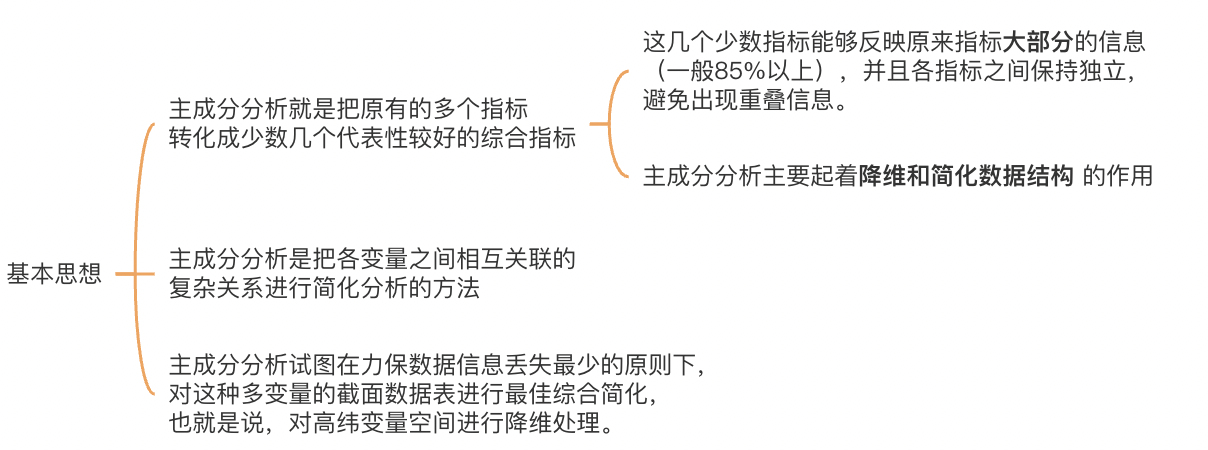 基本思想
主成分分析就是把原有的多个指标
转化成少数几个代表性较好的综合指标
这几个少数指标能够反映原来指标大部分的信息
（一般85%以上），并且各指标之间保持独立，
避免出现重叠信息。
主成分分析主要起着降维和简化数据结构 的作用
主成分分析是把各变量之间相互关联的
复杂关系进行简化分析的方法
主成分分析试图在力保数据信息丢失最少的原则下，
对这种多变量的截面数据表进行最佳综合简化，
也就是说，对高纬变量空间进行降维处理。